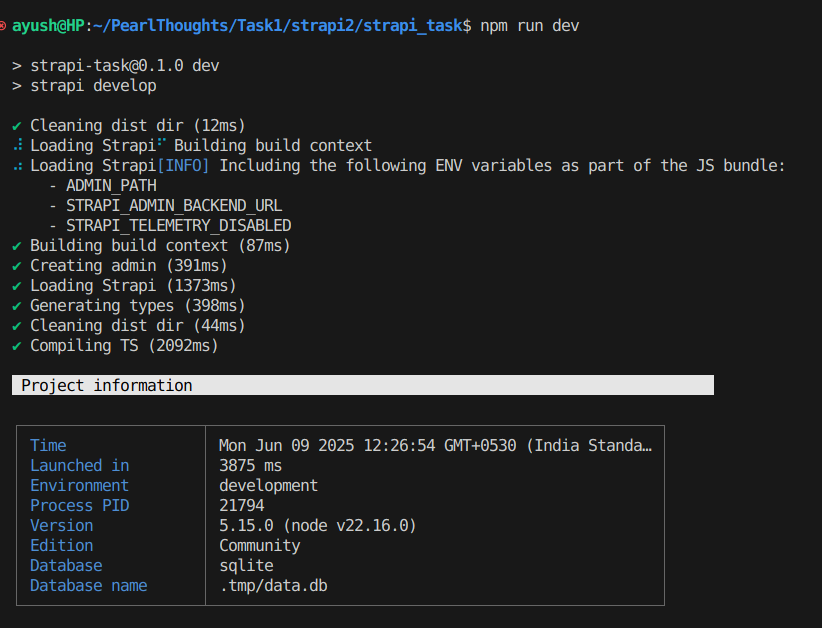 ayush@HP:~/PearlThoughts/Task1/strapi2/strapi_task$ npm run dev
> strapi-task@0.1.0 dev
> strapi develop
✔ Cleaning dist dir (12ms)
⠼ Loading Strapi⠋ Building build context
⠴ Loading Strapi[INFO] Including the following ENV variables as part of the JS bundle:
- ADMIN_PATH
- STRAPI_ADMIN_BACKEND_URL
- STRAPI_TELEMETRY_DISABLED
✔ Building build context (87ms)
✔ Creating admin (391ms)
✔ Loading Strapi (1373ms)
✔ Generating types (398ms)
✔ Cleaning dist dir (44ms)
✔ Compiling TS (2092ms)
Project information
Time Mon Jun 09 2025 12:26:54 GMT+0530 (India Standa…
Launched in 3875 ms
Environment development
Process PID 21794
Version 5.15.0 (node v22.16.0)
Edition Community
Database sqlite
Database name .tmp/data.db